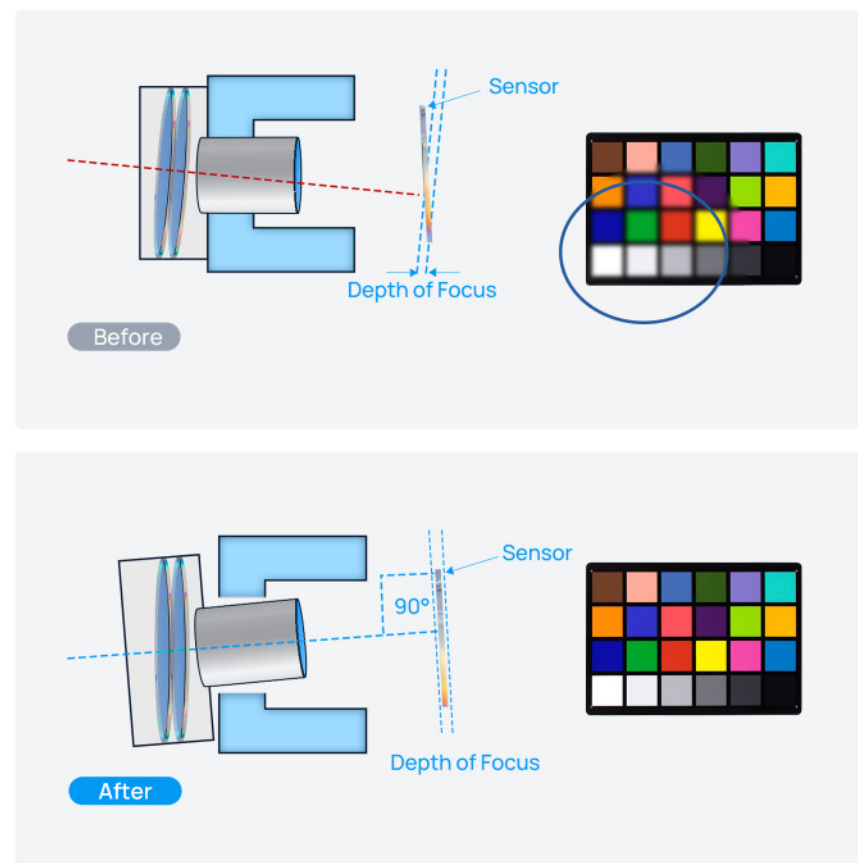 Sensor
Depth of Focus
Before
Sensor
90°
Depth of Focus
After